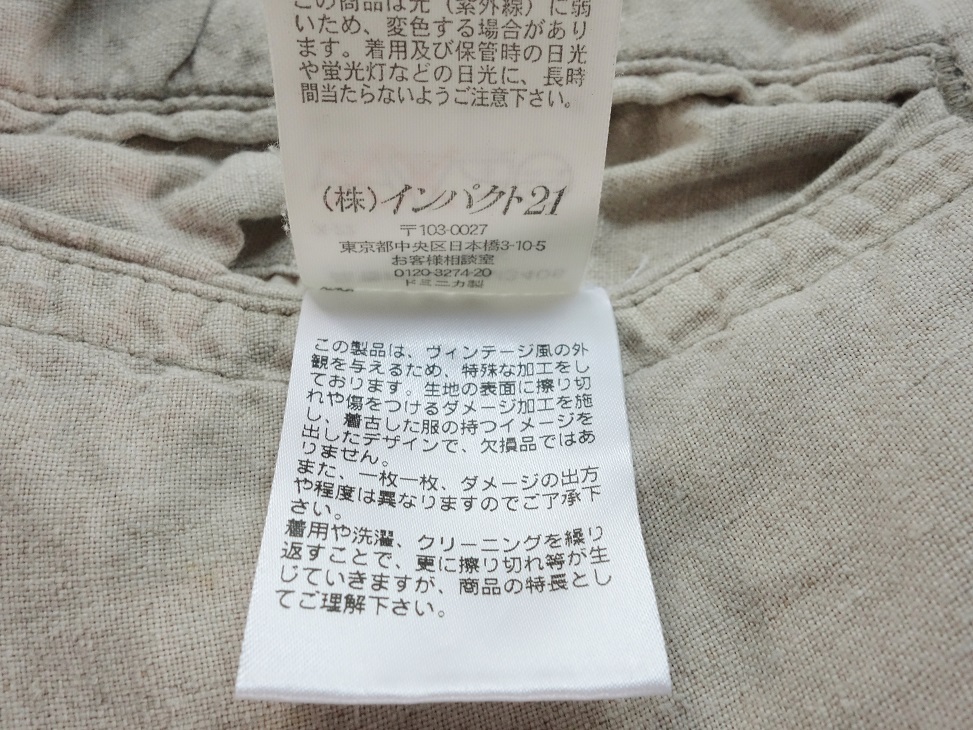 この商品は光（紫外線）に弱
いため、変色する場合があり
ます。着用及び保管時の日光
や蛍光灯などの日光に、長時
間当たらないようご注意下さい。
（株）インパクト21
〒103-0027
東京都中央区日本橋3-10-5
お客様相談室
0120-3274-20
ドミニカ製
この製品は、ヴィンテージ風の外
観を与えるため、特殊な加工をし
ております。生地の表面に擦り切
れや傷をつけるダメージ加工を施
し、着古した服の持つイメージを
出したデザインで、欠損品ではあ
りません。
また、一枚一枚、ダメージの出方
や程度は異なりますのでご了承下
さい。
着用や洗濯、クリーニングを繰り
返すことで、更に擦り切れ等が生
じていきますが、商品の特長とし
てご理解下さい。